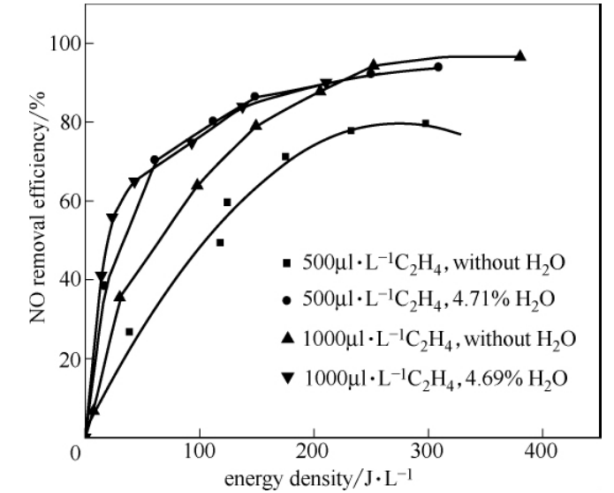 100
80
60
40
20
0
NO removal efficiency/%
■ 500μl·L⁻¹C₂H₄, without H₂O
● 500μl·L⁻¹C₂H₄, 4.71% H₂O
▲ 1000μl·L⁻¹C₂H₄, without H₂O
▼ 1000μl·L⁻¹C₂H₄, 4.69% H₂O
100 200 300 400
energy density/J·L⁻¹